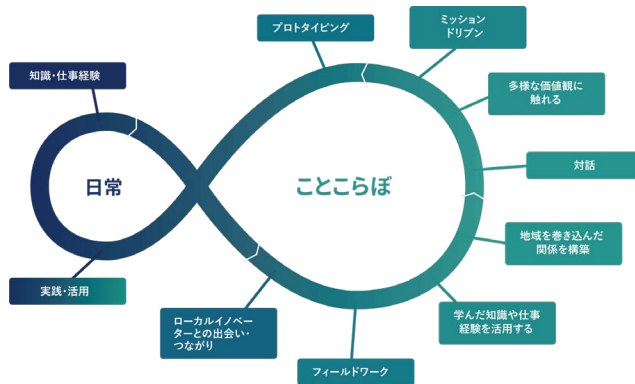 プロトタイピング
ミッション
ドリブン
知識・仕事経験
多様な価値観に
触れる
対話
日常
ことこらぼ
地域を巻き込んだ
関係を構築
実践・活用
ローカルイノベー
ターとの出会い・
つながり
学んだ知識や仕事
経験を活用する
フィールドワーク